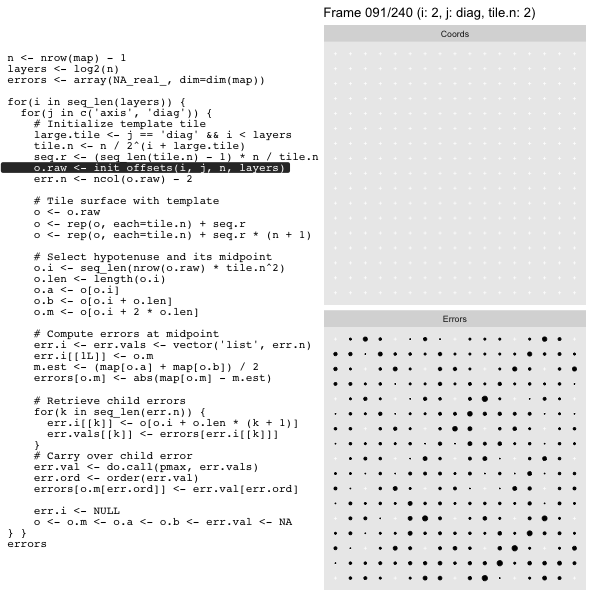 Frame 091/240 (i: 2, j: diag, tile.n: 2)
Coords
n <- nrow(map) - 1
layers <- log2(n)
errors <- array(NA_real_, dim=dim(map))
for(i in seq_len(layers)) {
for(j in c('axis', 'diag')) {
# Initialize template tile
large.tile <- j == 'diag' && i < layers
tile.n <- n / 2^(i + large.tile)
seq.r <- (seq_len(tile.n) - 1) * n / tile.n
o.raw <- init_offsets(i, j, n, layers)
err.n <- ncol(o.raw) - 2
# Tile surface with template
o <- o.raw
o <- rep(o, each=tile.n) + seq.r
o <- rep(o, each=tile.n) + seq.r * (n + 1)
# Select hypotenuse and its midpoint
o.i <- seq_len(nrow(o.raw) * tile.n^2)
o.len <- length(o.i)
o.a <- o[o.i]
o.b <- o[o.i + o.len]
o.m <- o[o.i + 2 * o.len]
# Compute errors at midpoint
err.i <- err.vals <- vector('list', err.n)
err.i[[1L]] <- o.m
m.est <- (map[o.a] + map[o.b]) / 2
errors[o.m] <- abs(map[o.m] - m.est)
# Retrieve child errors
for(k in seq_len(err.n)) {
err.i[[k]] <- o[o.i + o.len * (k + 1)]
err.vals[[k]] <- errors[err.i[[k]]]
}
# Carry over child error
err.val <- do.call(pmax, err.vals)
err.ord <- order(err.val)
errors[o.m[err.ord]] <- err.val[err.ord]
err.i <- NULL
o <- o.m <- o.a <- o.b <- err.val <- NA
} }
errors
Errors